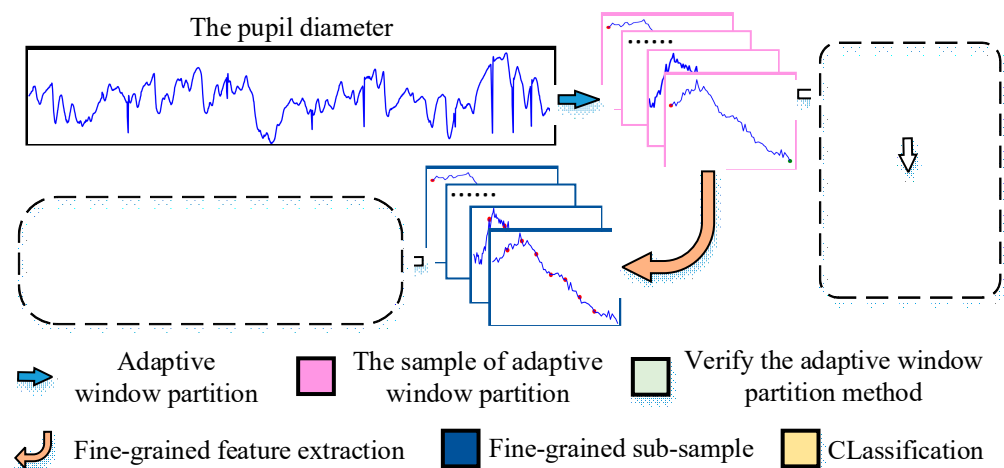 The pupil diameter
Adaptive
window partition
The sample of adaptive
window partition
Verify the adaptive window
partition method
Fine-grained feature extraction
Fine-grained sub-sample
CLassification